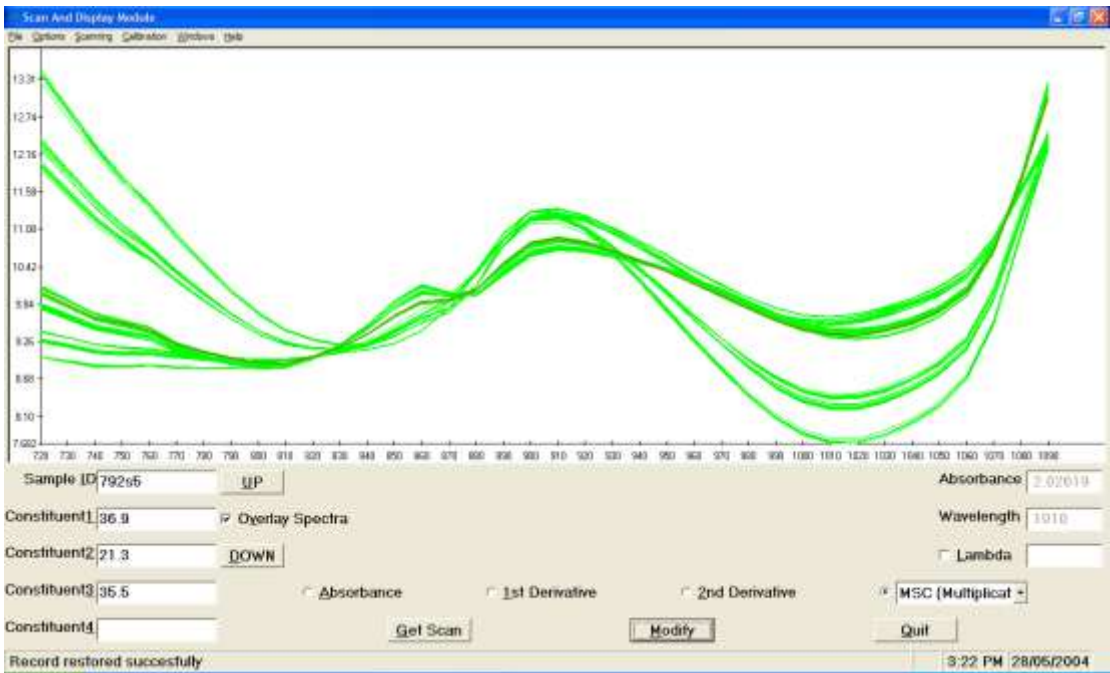 Scan And Display Module
File Options Scanning Calibration Windows Help
13.31
12.74
12.16
11.58
11.00
10.42
9.84
9.26
8.68
8.10
7.692
720 730 740 750 760 770 780 790 800 810 820 830 840 850 860 870 880 890 900 910 920 930 940 950 960 970 980 990 1000 1010 1020 1030 1040 1050 1060 1070 1080 1090
Sample ID 792s5 UP Absorbance 2.02019
Constituent1 36.9 Overlay Spectra Wavelength 1010
Constituent2 21.3 DOWN Lambda
Constituent3 35.5 Absorbance 1st Derivative 2nd Derivative MSC (Multiplicat
Constituent4 Get Scan Modify Quit
Record restored succesfully 3:22 PM 28/05/2004